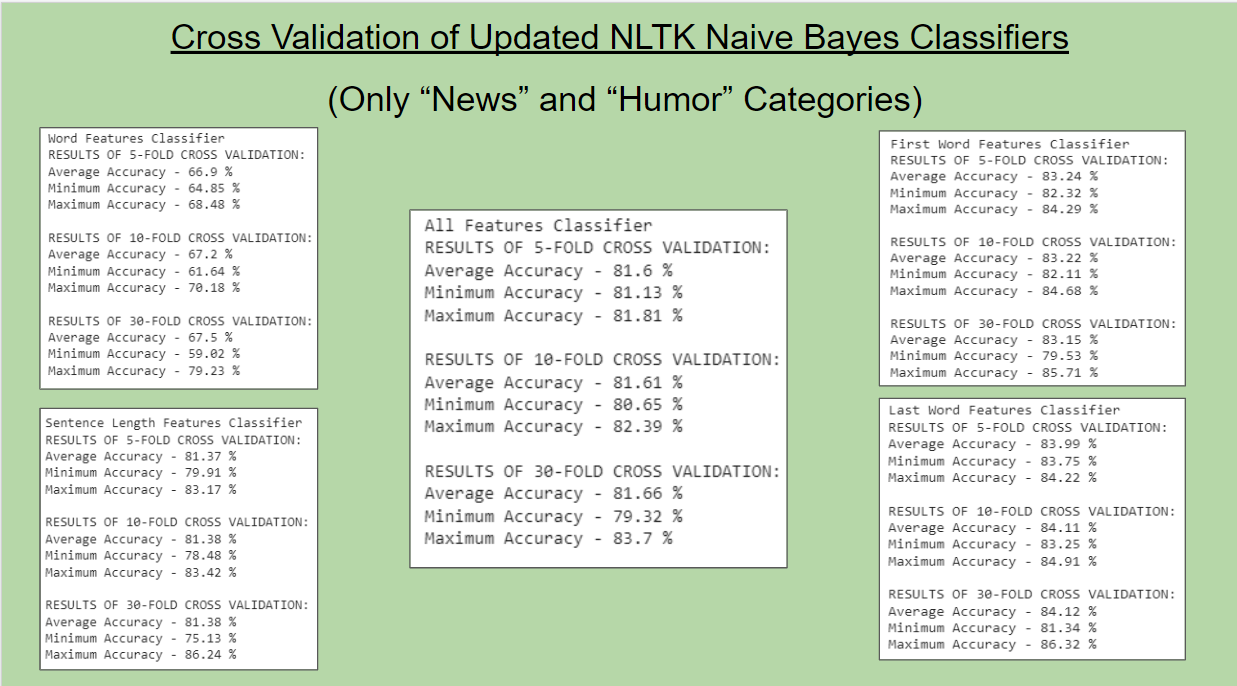 Cross Validation of Updated NLTK Naive Bayes Classifiers
(Only “News” and “Humor” Categories)
Word Features Classifier
RESULTS OF 5-FOLD CROSS VALIDATION:
Average Accuracy - 66.9 %
Minimum Accuracy - 64.85 %
Maximum Accuracy - 68.48 %
RESULTS OF 10-FOLD CROSS VALIDATION:
Average Accuracy - 67.2 %
Minimum Accuracy - 61.64 %
Maximum Accuracy - 70.18 %
RESULTS OF 30-FOLD CROSS VALIDATION:
Average Accuracy - 67.5 %
Minimum Accuracy - 59.02 %
Maximum Accuracy - 79.23 %
Sentence Length Features Classifier
RESULTS OF 5-FOLD CROSS VALIDATION:
Average Accuracy - 81.37 %
Minimum Accuracy - 79.91 %
Maximum Accuracy - 83.17 %
RESULTS OF 10-FOLD CROSS VALIDATION:
Average Accuracy - 81.38 %
Minimum Accuracy - 78.48 %
Maximum Accuracy - 83.42 %
RESULTS OF 30-FOLD CROSS VALIDATION:
Average Accuracy - 81.38 %
Minimum Accuracy - 75.13 %
Maximum Accuracy - 86.24 %
All Features Classifier
RESULTS OF 5-FOLD CROSS VALIDATION:
Average Accuracy - 81.6 %
Minimum Accuracy - 81.13 %
Maximum Accuracy - 81.81 %
RESULTS OF 10-FOLD CROSS VALIDATION:
Average Accuracy - 81.61 %
Minimum Accuracy - 80.65 %
Maximum Accuracy - 82.39 %
RESULTS OF 30-FOLD CROSS VALIDATION:
Average Accuracy - 81.66 %
Minimum Accuracy - 79.32 %
Maximum Accuracy - 83.7 %
First Word Features Classifier
RESULTS OF 5-FOLD CROSS VALIDATION:
Average Accuracy - 83.24 %
Minimum Accuracy - 82.32 %
Maximum Accuracy - 84.29 %
RESULTS OF 10-FOLD CROSS VALIDATION:
Average Accuracy - 83.22 %
Minimum Accuracy - 82.11 %
Maximum Accuracy - 84.68 %
RESULTS OF 30-FOLD CROSS VALIDATION:
Average Accuracy - 83.15 %
Minimum Accuracy - 79.53 %
Maximum Accuracy - 85.71 %
Last Word Features Classifier
RESULTS OF 5-FOLD CROSS VALIDATION:
Average Accuracy - 83.99 %
Minimum Accuracy - 83.75 %
Maximum Accuracy - 84.22 %
RESULTS OF 10-FOLD CROSS VALIDATION:
Average Accuracy - 84.11 %
Minimum Accuracy - 83.25 %
Maximum Accuracy - 84.91 %
RESULTS OF 30-FOLD CROSS VALIDATION:
Average Accuracy - 84.12 %
Minimum Accuracy - 81.34 %
Maximum Accuracy - 86.32 %